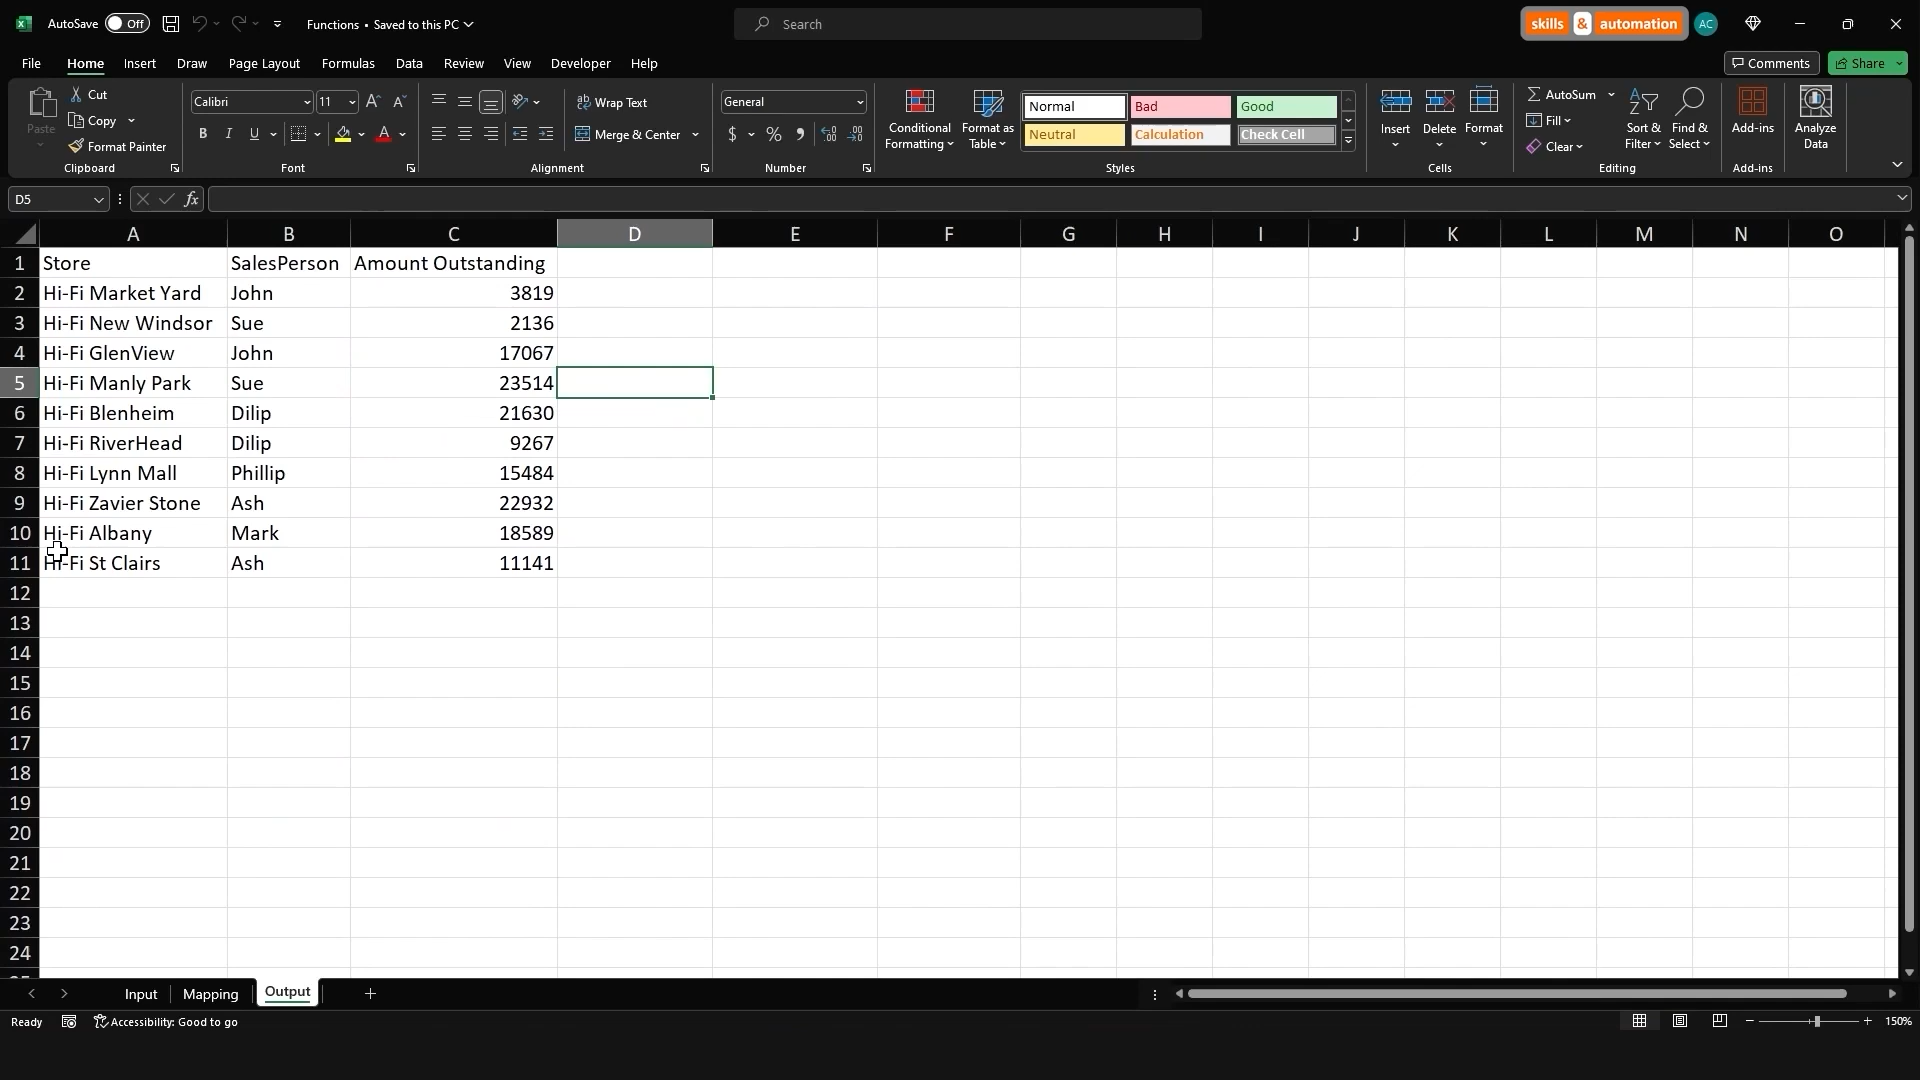 AutoSave Off Functions • Saved to this PC Search skills & automation AC
File Home Insert Draw Page Layout Formulas Data Review View Developer Help Comments Share
Paste Cut Copy Format Painter Clipboard
Calibri 11 B I U A Font
Wrap Text Merge & Center Alignment
General $ % Number
Conditional Formatting Format as Table Normal Bad Good Neutral Calculation Check Cell Styles
Insert Delete Format Cells
AutoSum Fill Clear Sort & Filter Find & Select Editing
Add-ins Add-ins
Analyze Data
D5 fx
A B C D E F G H I J K L M N O
1 Store SalesPerson Amount Outstanding
2 Hi-Fi Market Yard John 3819
3 Hi-Fi New Windsor Sue 2136
4 Hi-Fi GlenView John 17067
5 Hi-Fi Manly Park Sue 23514
6 Hi-Fi Blenheim Dilip 21630
7 Hi-Fi RiverHead Dilip 9267
8 Hi-Fi Lynn Mall Phillip 15484
9 Hi-Fi Zavier Stone Ash 22932
10 Hi-Fi Albany Mark 18589
11 Hi-Fi St Clairs Ash 11141
12
13
14
15
16
17
18
19
20
21
22
23
24
Input Mapping Output
Ready Accessibility: Good to go 150%